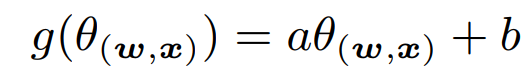 g(θ_(𝒘,𝒙)) = aθ_(𝒘,𝒙) + b